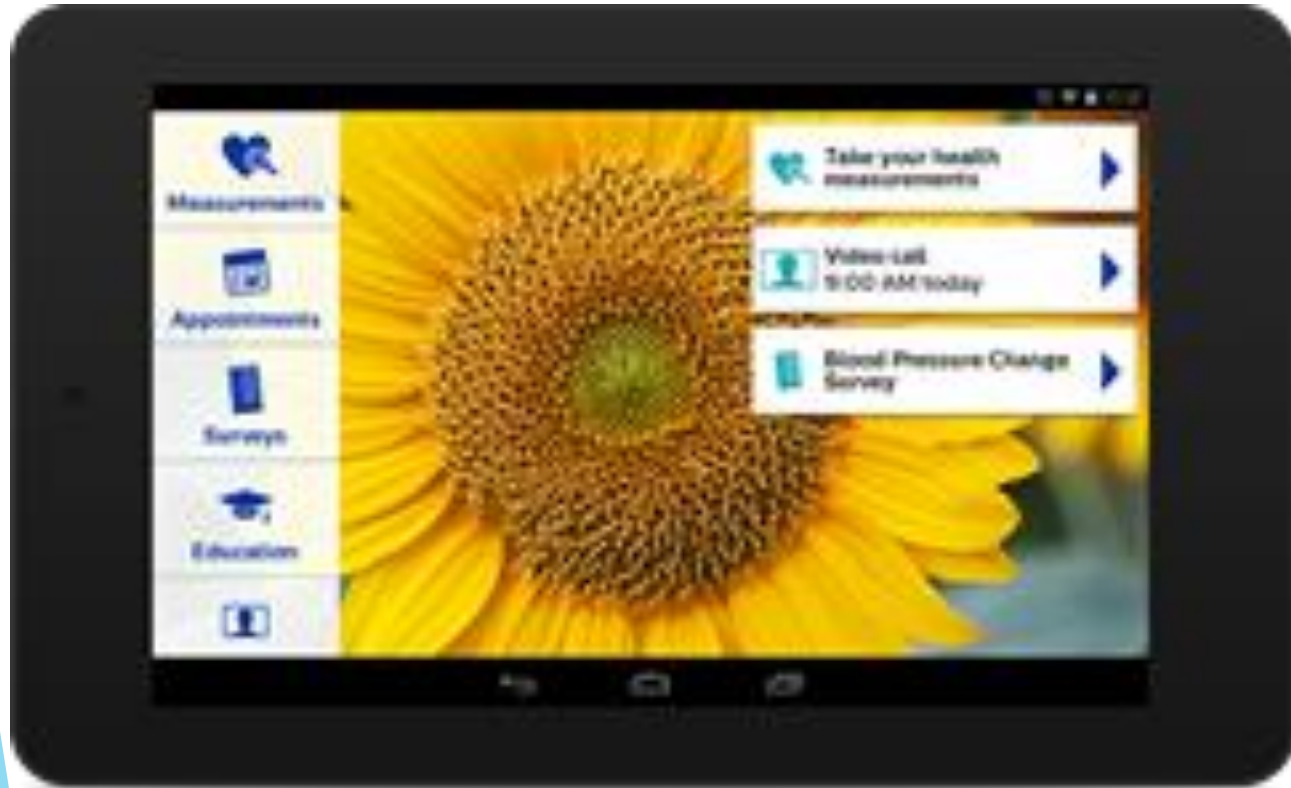 Measurements
Appointments
Surveys
Education
Take your health
measurements
Video call
9:00 AM today
Blood Pressure Change
Survey